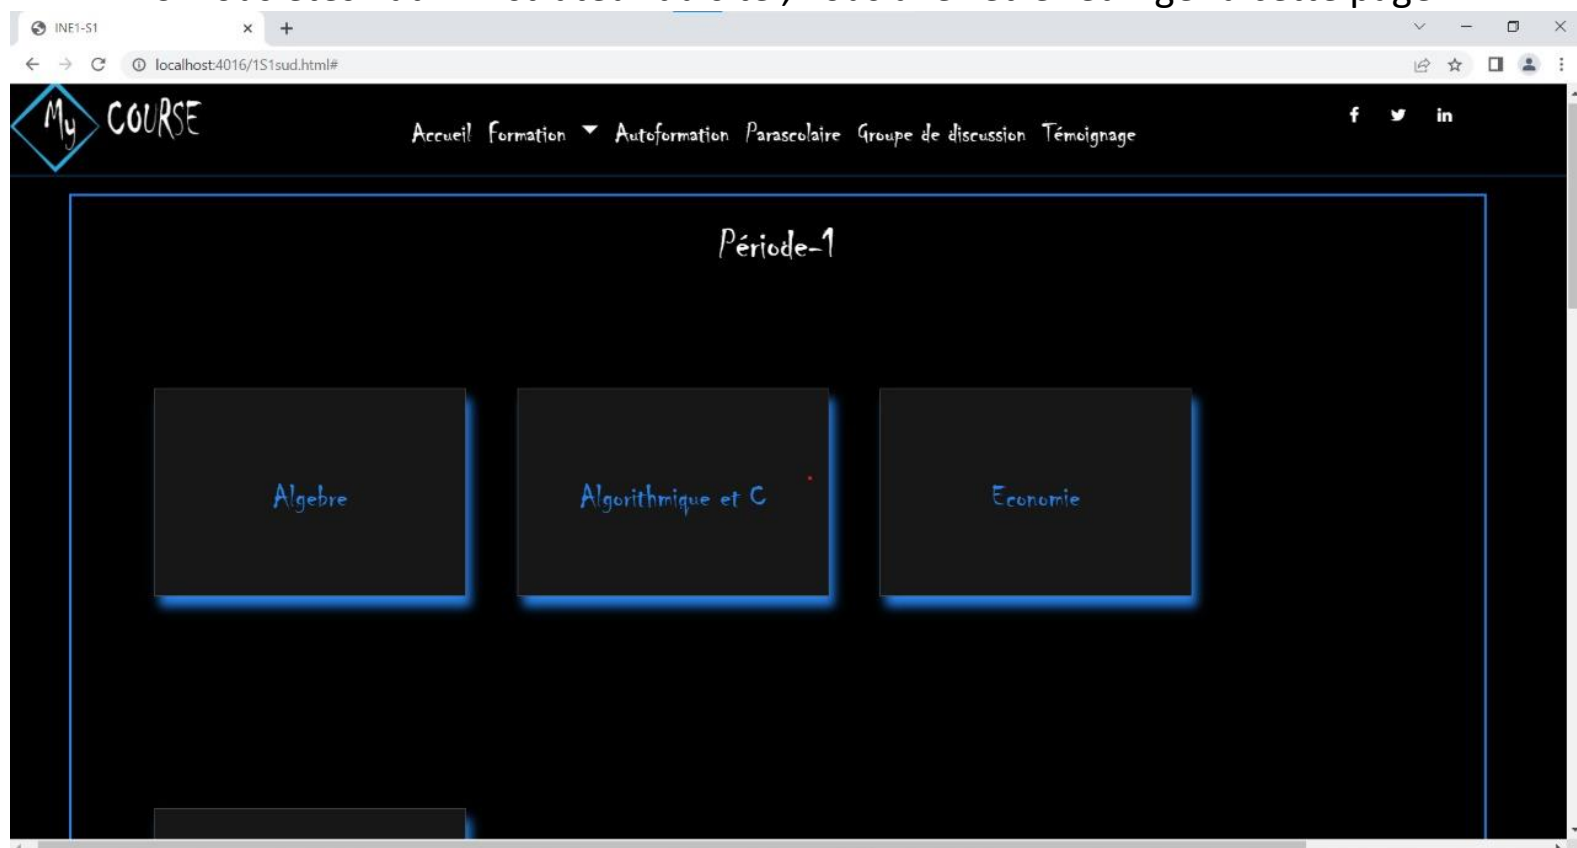 INE1-S1
localhost:4016/1S1sud.html#
My COURSE
Accueil Formation Autoformation Parascolaire Groupe de discussion Témoignage
f in
Période-1
Algebre
Algorithmique et C
Economie